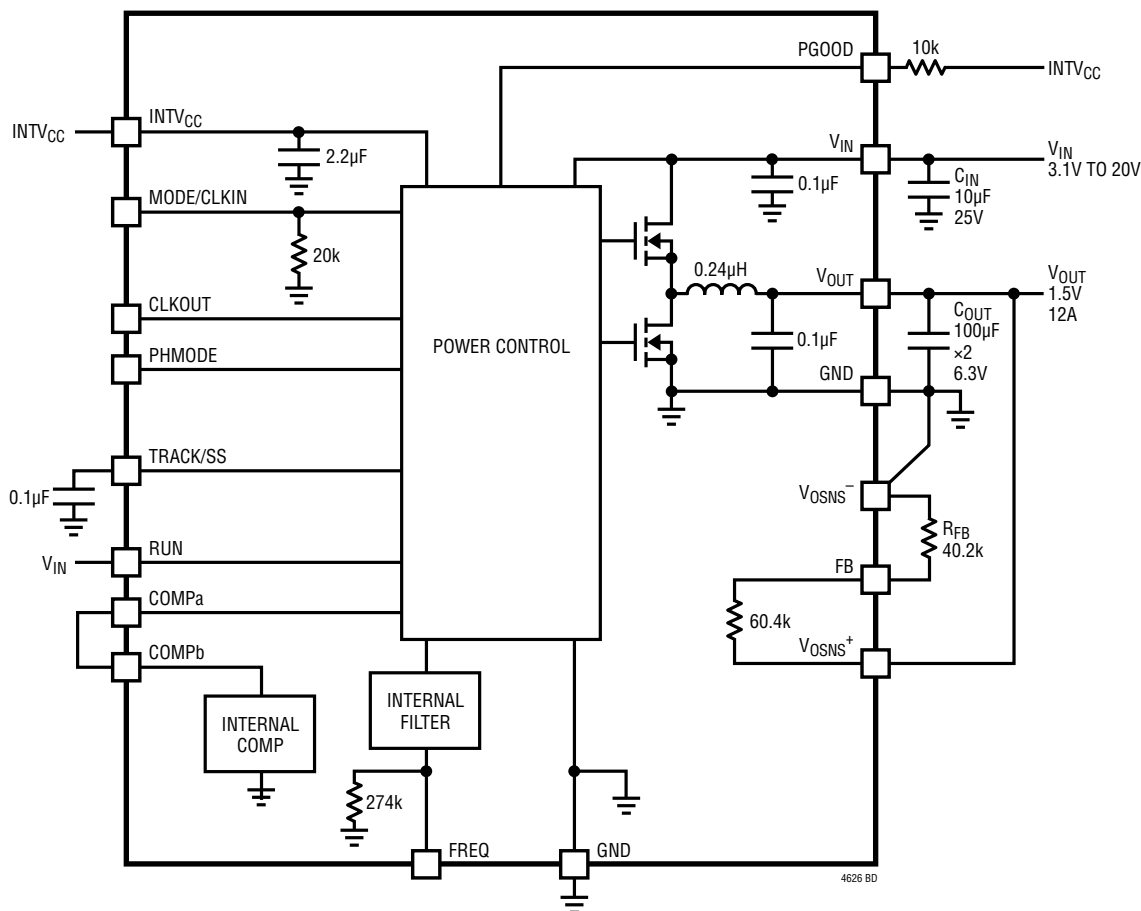 PGOOD
10k
INTVCC
INTVCC
INTVCC
2.2µF
VIN
VIN
3.1V TO 20V
0.1µF
CIN
10µF
25V
MODE/CLKIN
20k
0.24µH
VOUT
VOUT
1.5V
12A
CLKOUT
COUT
100µF
×2
6.3V
POWER CONTROL
0.1µF
PHMODE
GND
TRACK/SS
0.1µF
VOSNS–
RFB
40.2k
VIN
RUN
FB
COMPa
60.4k
COMPb
VOSNS+
INTERNAL
COMP
INTERNAL
FILTER
274k
FREQ
GND
4626 BD